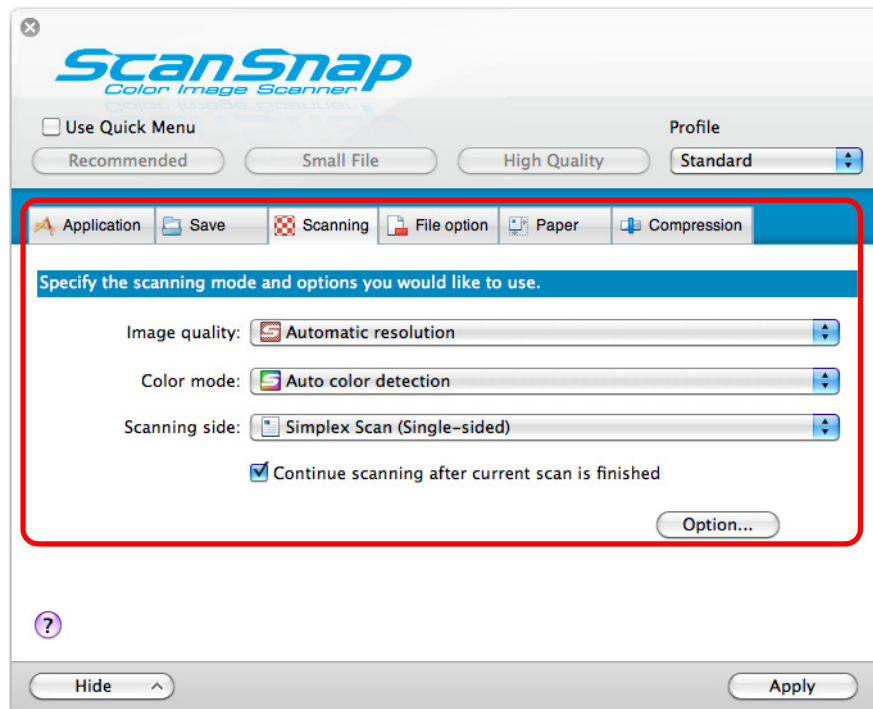 ScanSnap
Color Image Scanner
Use Quick Menu
Profile
Recommended Small File High Quality Standard
Application Save Scanning File option Paper Compression
Specify the scanning mode and options you would like to use.
Image quality: Automatic resolution
Color mode: Auto color detection
Scanning side: Simplex Scan (Single-sided)
Continue scanning after current scan is finished
Option...
?
Hide Apply